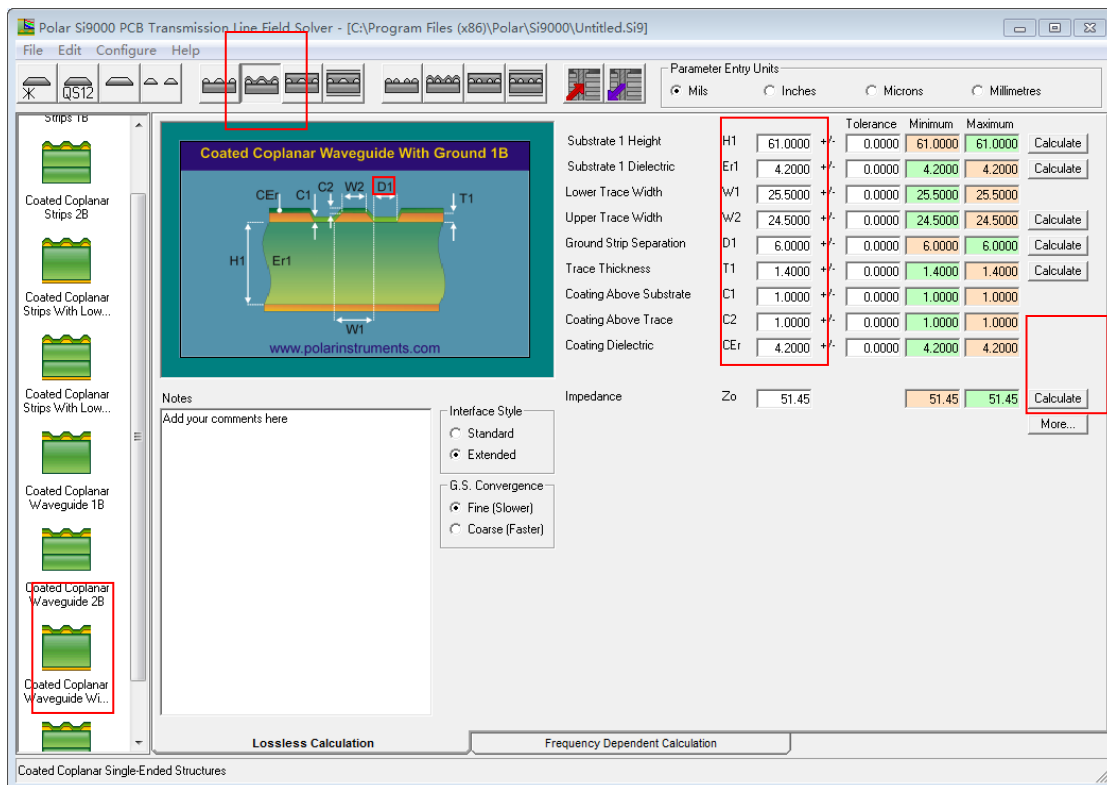 Polar Si9000 PCB Transmission Line Field Solver - [C:\Program Files (x86)\Polar\Si9000\Untitled.Si9]
File Edit Configure Help
QS12
Parameter Entry Units
Mils Inches Microns Millimetres
Strips 1B
Coated Coplanar
Strips 2B
Coated Coplanar
Strips With Low...
Coated Coplanar
Strips With Low...
Coated Coplanar
Waveguide 1B
Coated Coplanar
Waveguide 2B
Coated Coplanar
Waveguide Wi...
Coated Coplanar Waveguide With Ground 1B
CEr C1 C2 W2 D1 T1
H1 Er1
W1
www.polarinstruments.com
Tolerance Minimum Maximum
Substrate 1 Height H1 61.0000 +/- 0.0000 61.0000 61.0000 Calculate
Substrate 1 Dielectric Er1 4.2000 +/- 0.0000 4.2000 4.2000 Calculate
Lower Trace Width W1 25.5000 +/- 0.0000 25.5000 25.5000
Upper Trace Width W2 24.5000 +/- 0.0000 24.5000 24.5000 Calculate
Ground Strip Separation D1 6.0000 +/- 0.0000 6.0000 6.0000 Calculate
Trace Thickness T1 1.4000 +/- 0.0000 1.4000 1.4000 Calculate
Coating Above Substrate C1 1.0000 +/- 0.0000 1.0000 1.0000
Coating Above Trace C2 1.0000 +/- 0.0000 1.0000 1.0000
Coating Dielectric CEr 4.2000 +/- 0.0000 4.2000 4.2000
Impedance Zo 51.45 51.45 51.45 Calculate
More...
Notes
Add your comments here
Interface Style
Standard
Extended
G.S. Convergence
Fine (Slower)
Coarse (Faster)
Lossless Calculation Frequency Dependent Calculation
Coated Coplanar Single-Ended Structures